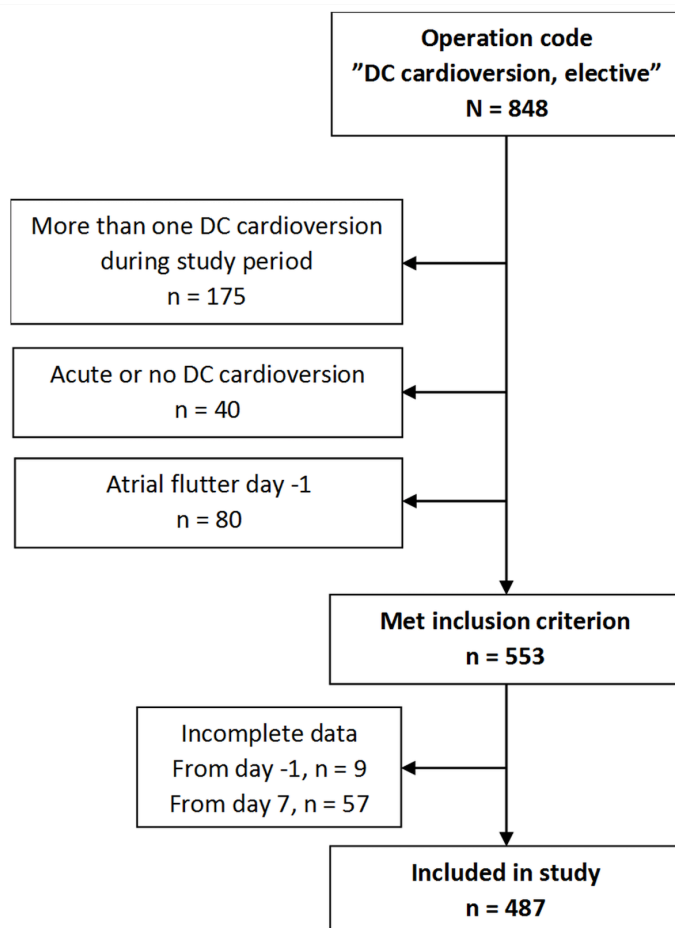 Operation code
”DC cardioversion, elective”
N = 848
More than one DC cardioversion
during study period
n = 175
Acute or no DC cardioversion
n = 40
Atrial flutter day -1
n = 80
Met inclusion criterion
n = 553
Incomplete data
From day -1, n = 9
From day 7, n = 57
Included in study
n = 487